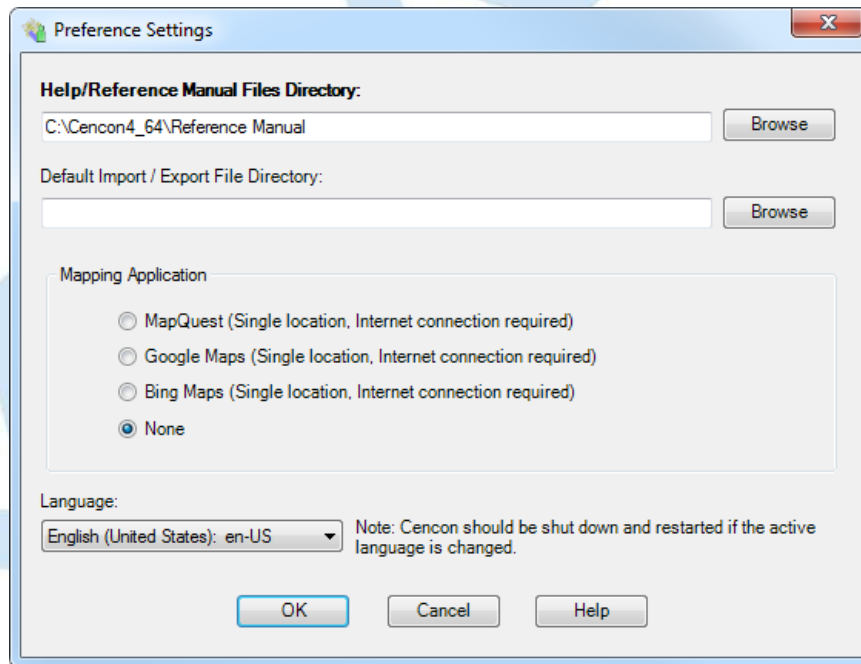 Preference Settings
Help/Reference Manual Files Directory:
C:\Cencon4_64\Reference Manual
Browse
Default Import / Export File Directory:
Browse
Mapping Application
MapQuest (Single location, Internet connection required)
Google Maps (Single location, Internet connection required)
Bing Maps (Single location, Internet connection required)
None
Language:
English (United States): en-US
Note: Cencon should be shut down and restarted if the active
language is changed.
OK
Cancel
Help